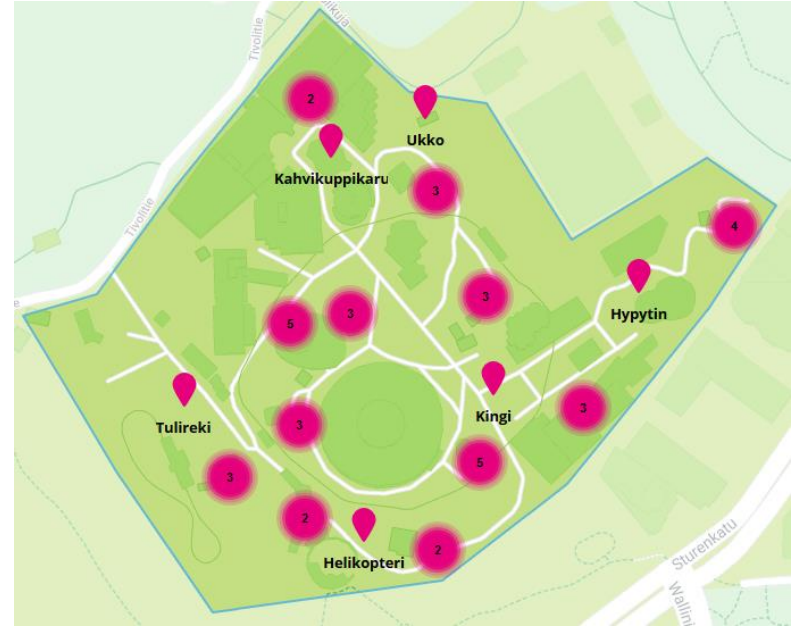 Tivolitie
2
Ukko
Kahvikuppikaru
3
4
Tivolitie
3
Hypytin
5
3
Kingi
Tulireki
3
3
5
3
2
Helikopteri
2
Sturenkatu